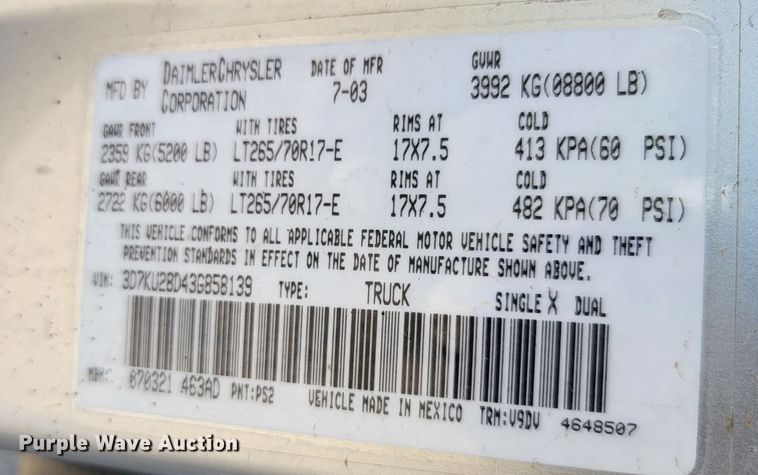 MFD BY DAIMLERCHRYSLER CORPORATION DATE OF MFR 7-03 GVWR 3992 KG(08800 LB)
GAWR FRONT WITH TIRES RIMS AT COLD
2359 KG(5200 LB) LT265/70R17-E 17X7.5 413 KPA(60 PSI)
GAWR REAR WITH TIRES RIMS AT COLD
2722 KG(6000 LB) LT265/70R17-E 17X7.5 482 KPA(70 PSI)
THIS VEHICLE CONFORMS TO ALL APPLICABLE FEDERAL MOTOR VEHICLE SAFETY AND THEFT
PREVENTION STANDARDS IN EFFECT ON THE DATE OF MANUFACTURE SHOWN ABOVE.
VIN: 3D7KU28D43G858139 TYPE: TRUCK SINGLE X DUAL
MDH: 070321 463AD PNT:PS2 VEHICLE MADE IN MEXICO TRM:V9DV 4648507
Purple Wave Auction